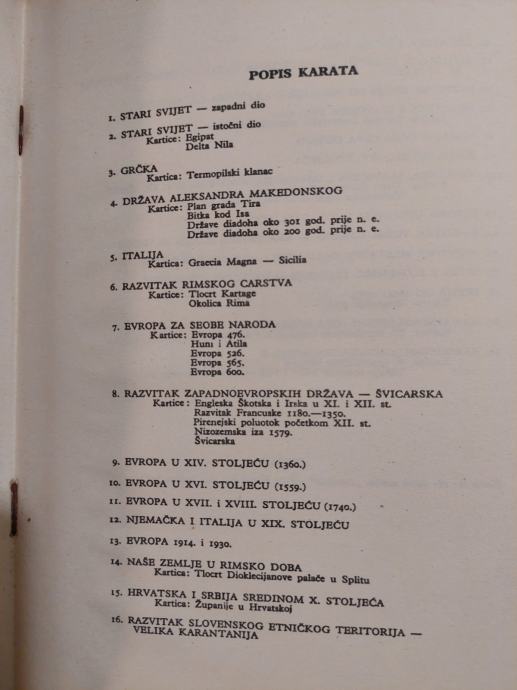 POPIS KARATA
1. STARI SVIJET — zapadni dio
2. STARI SVIJET — istočni dio
Kartice: Egipat
Delta Nila
3. GRČKA
Kartica: Termopilski klanac
4. DRŽAVA ALEKSANDRA MAKEDONSKOG
Kartice: Plan grada Tira
Bitka kod Isa
Države diadoha oko 301 god. prije n. e.
Države diadoha oko 200 god. prije n. e.
5. ITALIJA
Kartica: Graecia Magna — Sicilia
6. RAZVITAK RIMSKOG CARSTVA
Kartice: Tlocrt Kartage
Okolica Rima
7. EVROPA ZA SEOBE NARODA
Kartice: Evropa 476.
Huni i Atila
Evropa 526.
Evropa 565.
Evropa 600.
8. RAZVITAK ZAPADNOEVROPSKIH DRŽAVA — ŠVICARSKA
Kartice: Engleska Škotska i Irska u XI. i XII. st.
Razvitak Francuske 1180.—1350.
Pirenejski poluotok početkom XII. st.
Nizozemska iza 1579.
Švicarska
9. EVROPA U XIV. STOLJEĆU (1360.)
10. EVROPA U XVI. STOLJEĆU (1559.)
11. EVROPA U XVII. i XVIII. STOLJEĆU (1740.)
12. NJEMAČKA I ITALIJA U XIX. STOLJEĆU
13. EVROPA 1914. i 1930.
14. NAŠE ZEMLJE U RIMSKO DOBA
Kartica: Tlocrt Dioklecijanove palače u Splitu
15. HRVATSKA I SRBIJA SREDINOM X. STOLJEĆA
Kartica: Županije u Hrvatskoj
16. RAZVITAK SLOVENSKOG ETNIČKOG TERITORIJA —
VELIKA KARANTANIJA